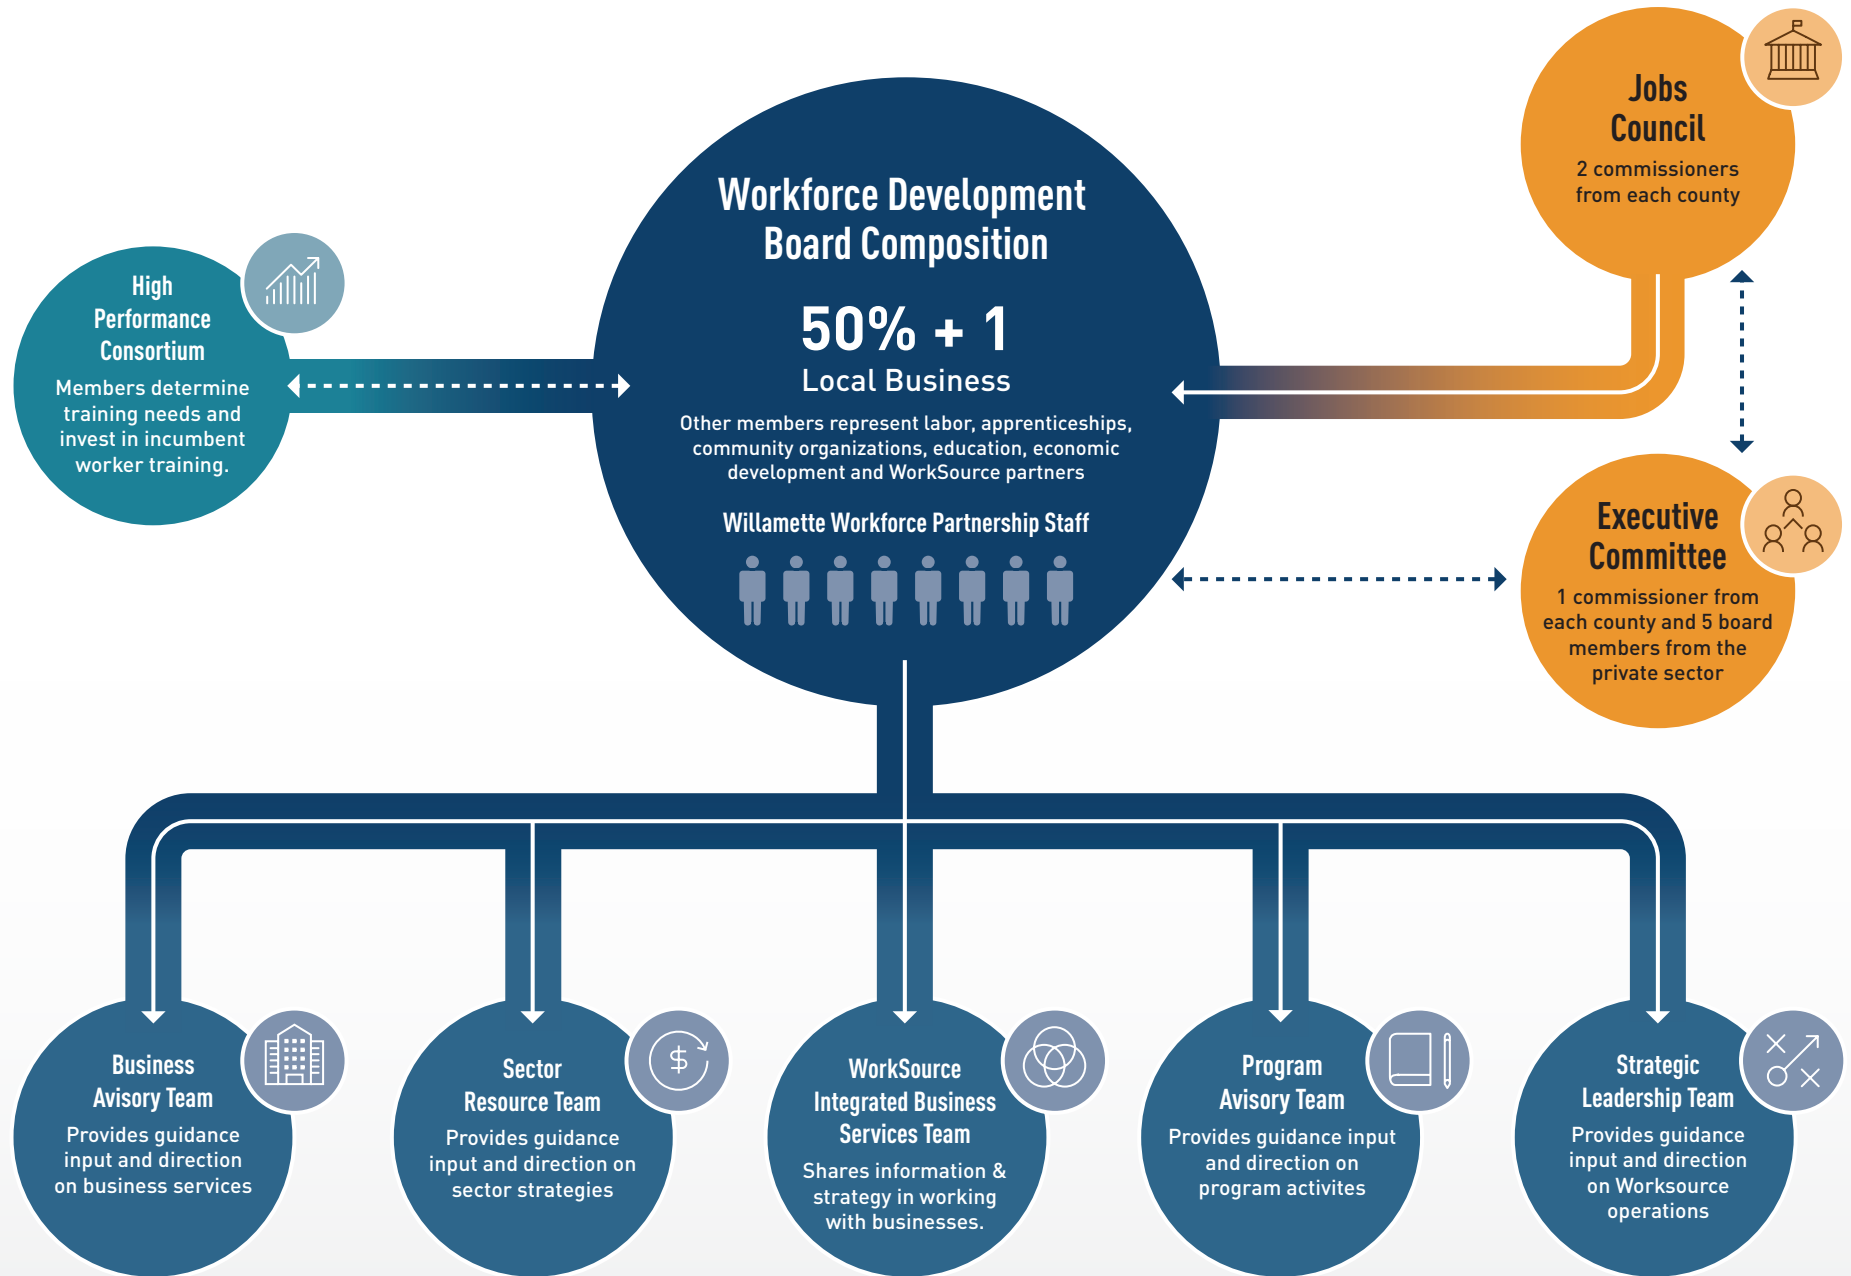 Workforce Development
Board Composition
50% + 1
Local Business
Other members represent labor, apprenticeships,
community organizations, education, economic
development and WorkSource partners
Willamette Workforce Partnership Staff
Jobs
Council
2 commissioners
from each county
High
Performance
Consortium
Members determine
training needs and
invest in incumbent
worker training.
Executive
Committee
1 commissioner from
each county and 5 board
members from the
private sector
Business
Avisory Team
Provides guidance
input and direction
on business services
Sector
Resource Team
Provides guidance
input and direction on
sector strategies
$
WorkSource
Integrated Business
Services Team
Shares information &
strategy in working
with businesses.
Program
Avisory Team
Provides guidance input
and direction on
program activites
Strategic
Leadership Team
Provides guidance
input and direction
on Worksource
operations